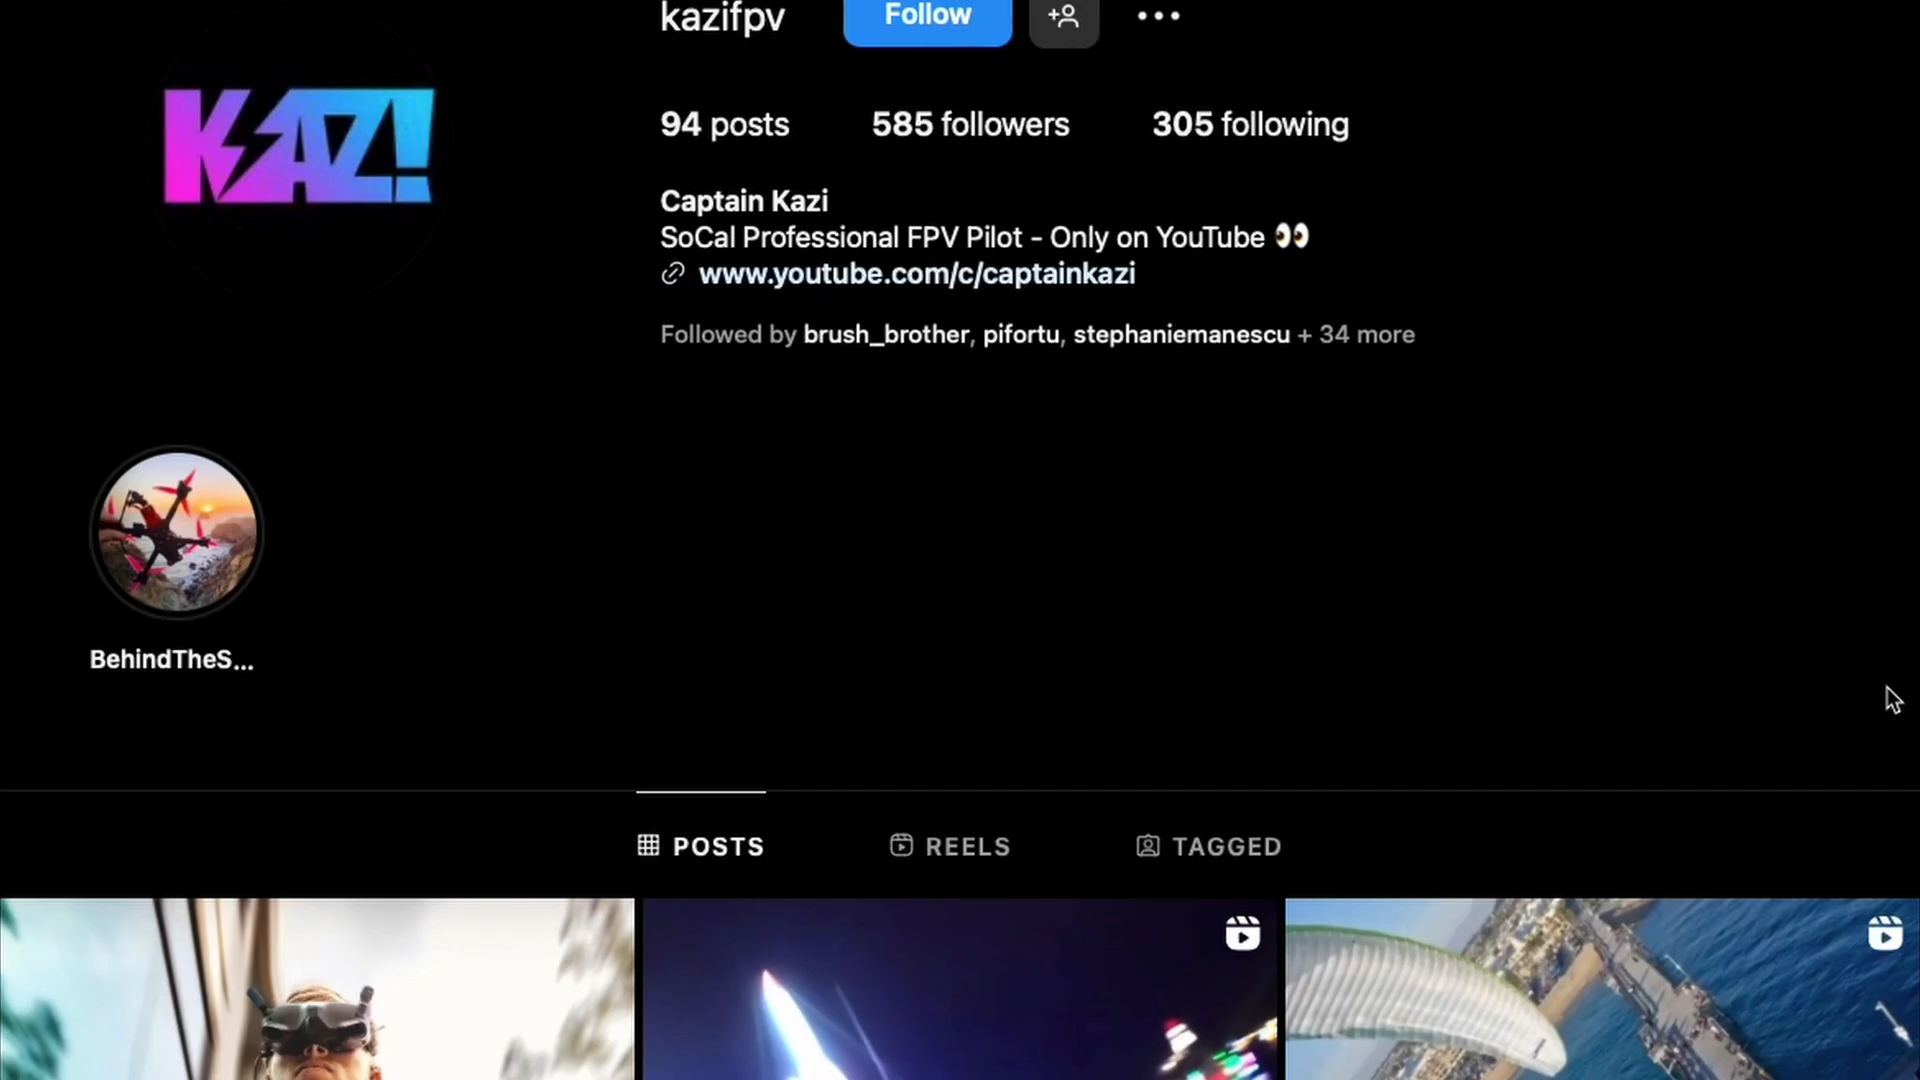 kazifpv Follow
KAZ!
94 posts 585 followers 305 following
Captain Kazi
SoCal Professional FPV Pilot - Only on YouTube 👀
www.youtube.com/c/captainkazi
Followed by brush_brother, pifortu, stephaniemanescu + 34 more
BehindTheS...
POSTS REELS TAGGED